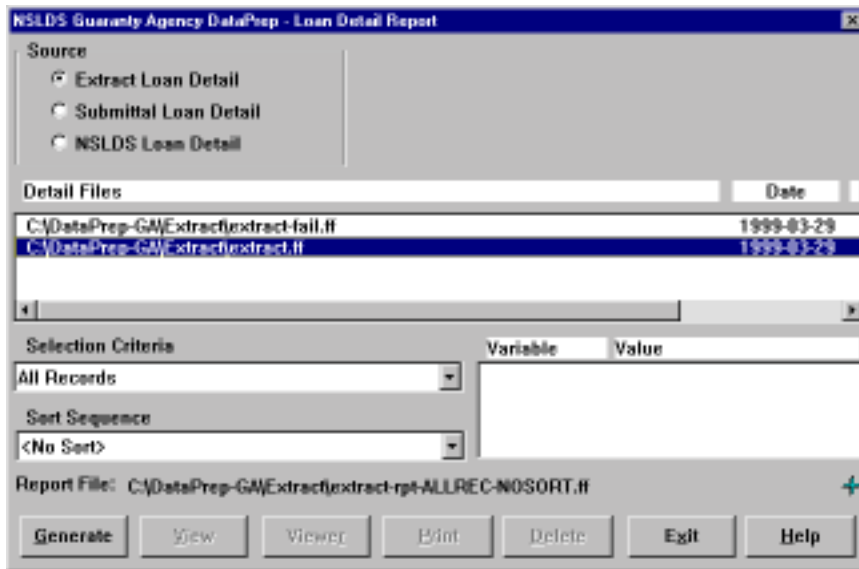 NSLDS Guaranty Agency DataPrep - Loan Detail Report
Source
Extract Loan Detail
Submittal Loan Detail
NSLDS Loan Detail
Detail Files Date
C:\DataPrep-GA\Extract\extract-fail.ff 1999-03-29
C:\DataPrep-GA\Extract\extract.ff 1999-03-29
Selection Criteria
All Records
Variable Value
Sort Sequence
<No Sort>
Report File: C:\DataPrep-GA\Extract\extract-rpt-ALLREC-NOSORT.ff
Generate View Viewer Print Delete Exit Help